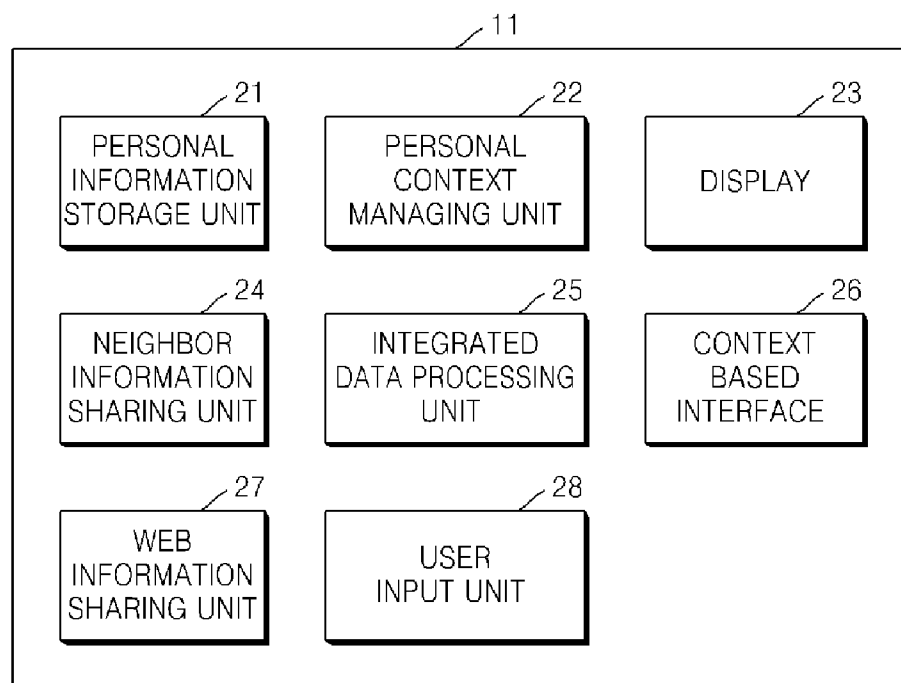 11
21
PERSONAL
INFORMATION
STORAGE UNIT
22
PERSONAL
CONTEXT
MANAGING UNIT
23
DISPLAY
24
NEIGHBOR
INFORMATION
SHARING UNIT
25
INTEGRATED
DATA PROCESSING
UNIT
26
CONTEXT
BASED
INTERFACE
27
WEB
INFORMATION
SHARING UNIT
28
USER
INPUT UNIT